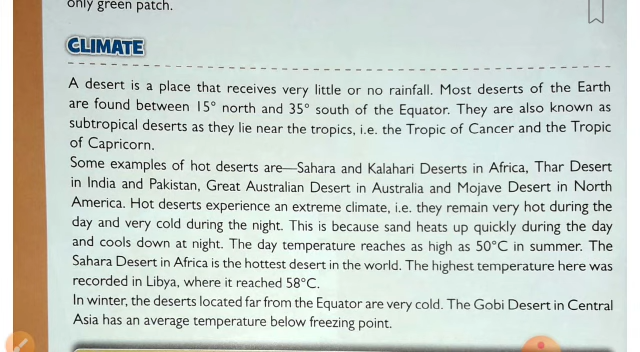 only green patch.
CLIMATE
A desert is a place that receives very little or no rainfall. Most deserts of the Earth
are found between 15° north and 35° south of the Equator. They are also known as
subtropical deserts as they lie near the tropics, i.e. the Tropic of Cancer and the Tropic
of Capricorn.
Some examples of hot deserts are—Sahara and Kalahari Deserts in Africa, Thar Desert
in India and Pakistan, Great Australian Desert in Australia and Mojave Desert in North
America. Hot deserts experience an extreme climate, i.e. they remain very hot during the
day and very cold during the night. This is because sand heats up quickly during the day
and cools down at night. The day temperature reaches as high as 50°C in summer. The
Sahara Desert in Africa is the hottest desert in the world. The highest temperature here was
recorded in Libya, where it reached 58°C.
In winter, the deserts located far from the Equator are very cold. The Gobi Desert in Central
Asia has an average temperature below freezing point.